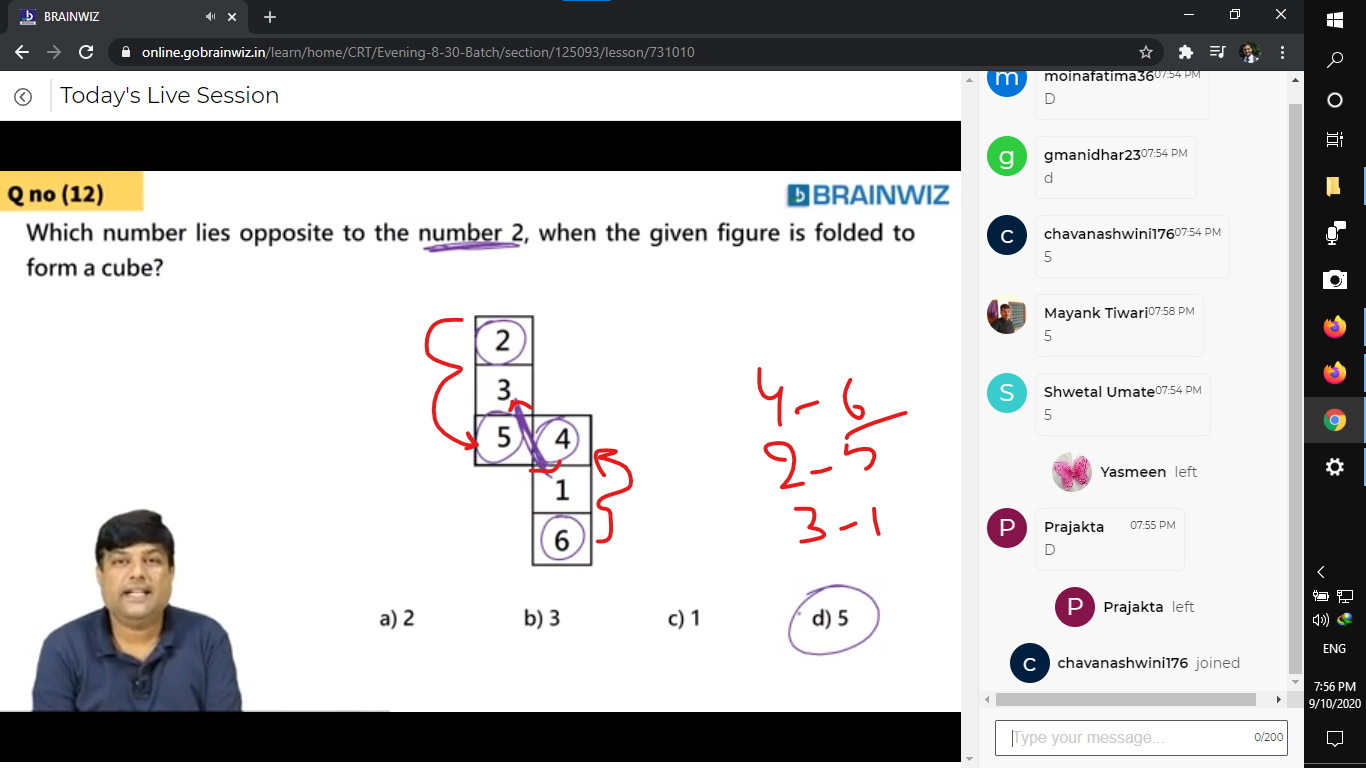 BRAINWIZ
online.gobrainwiz.in/learn/home/CRT/Evening-8-30-Batch/section/125093/lesson/731010
Today's Live Session
Q no (12)
BRAINWIZ
Which number lies opposite to the number 2, when the given figure is folded to
form a cube?
2
3
5 4
1
6
4 - 6
2 - 5
3 - 1
a) 2 b) 3 c) 1 d) 5
m moinafatima36 07:54 PM
D
g gmanidhar23 07:54 PM
d
c chavanashwini176 07:54 PM
5
Mayank Tiwari 07:58 PM
5
S Shwetal Umate 07:54 PM
5
Yasmeen left
P Prajakta 07:55 PM
D
P Prajakta left
c chavanashwini176 joined
Type your message... 0/200
ENG
7:56 PM
9/10/2020